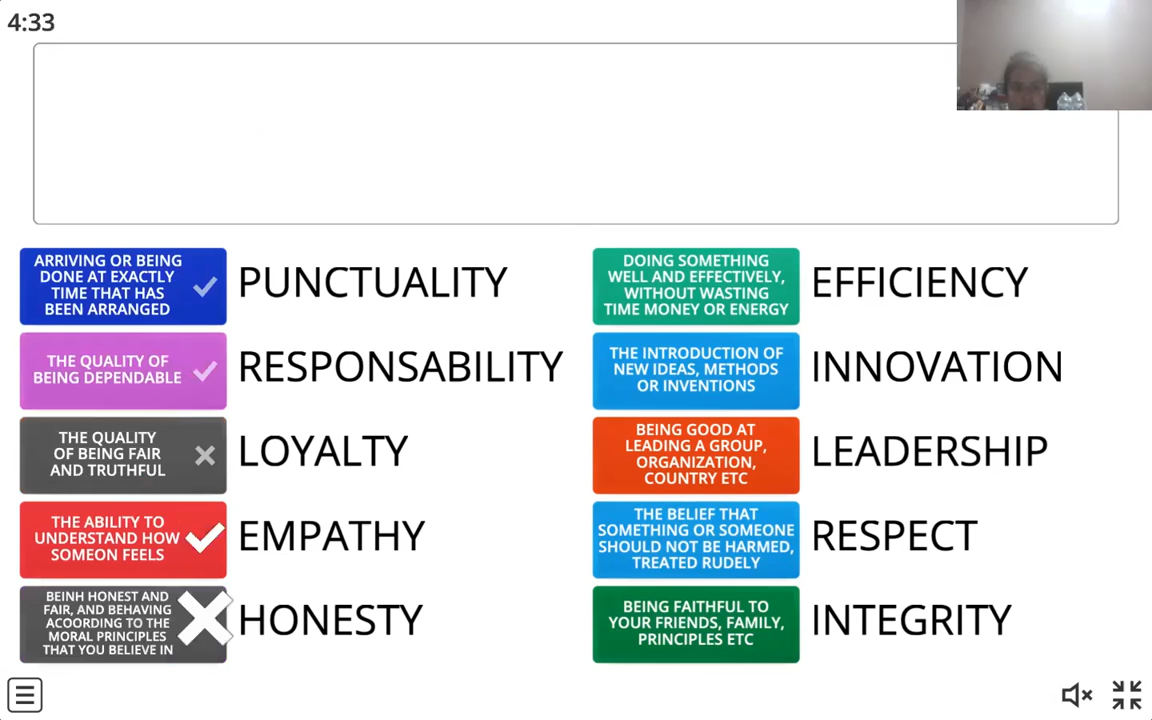 4:33
ARRIVING OR BEING
DONE AT EXACTLY
TIME THAT HAS
BEEN ARRANGED
PUNCTUALITY
THE QUALITY OF
BEING DEPENDABLE
RESPONSABILITY
THE QUALITY
OF BEING FAIR
AND TRUTHFUL
LOYALTY
THE ABILITY TO
UNDERSTAND HOW
SOMEON FEELS
EMPATHY
BEINH HONEST AND
FAIR, AND BEHAVING
ACOORDING TO THE
MORAL PRINCIPLES
THAT YOU BELIEVE IN
HONESTY
DOING SOMETHING
WELL AND EFFECTIVELY,
WITHOUT WASTING
TIME MONEY OR ENERGY
EFFICIENCY
THE INTRODUCTION OF
NEW IDEAS, METHODS
OR INVENTIONS
INNOVATION
BEING GOOD AT
LEADING A GROUP,
ORGANIZATION,
COUNTRY ETC
LEADERSHIP
THE BELIEF THAT
SOMETHING OR SOMEONE
SHOULD NOT BE HARMED,
TREATED RUDELY
RESPECT
BEING FAITHFUL TO
YOUR FRIENDS, FAMILY,
PRINCIPLES ETC
INTEGRITY